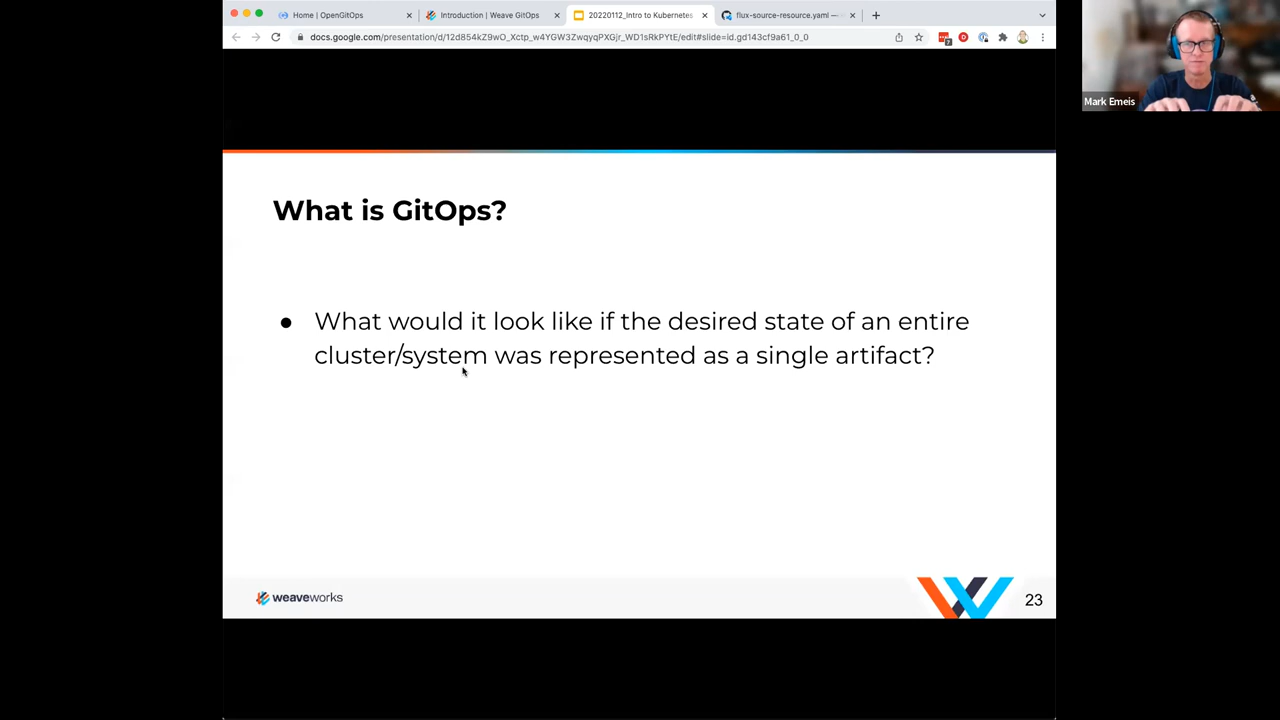 Home | OpenGitOps
Introduction | Weave GitOps
20220112_Intro to Kubernetes
flux-source-resource.yaml
docs.google.com/presentation/d/12d854kZ9wO_Xctp_w4YGW3ZwqyqPXGjr_WD1sRkPYtE/edit#slide=id.gd143cf9a61_0_0
Mark Emeis
What is GitOps?
● What would it look like if the desired state of an entire
cluster/system was represented as a single artifact?
weaveworks
23